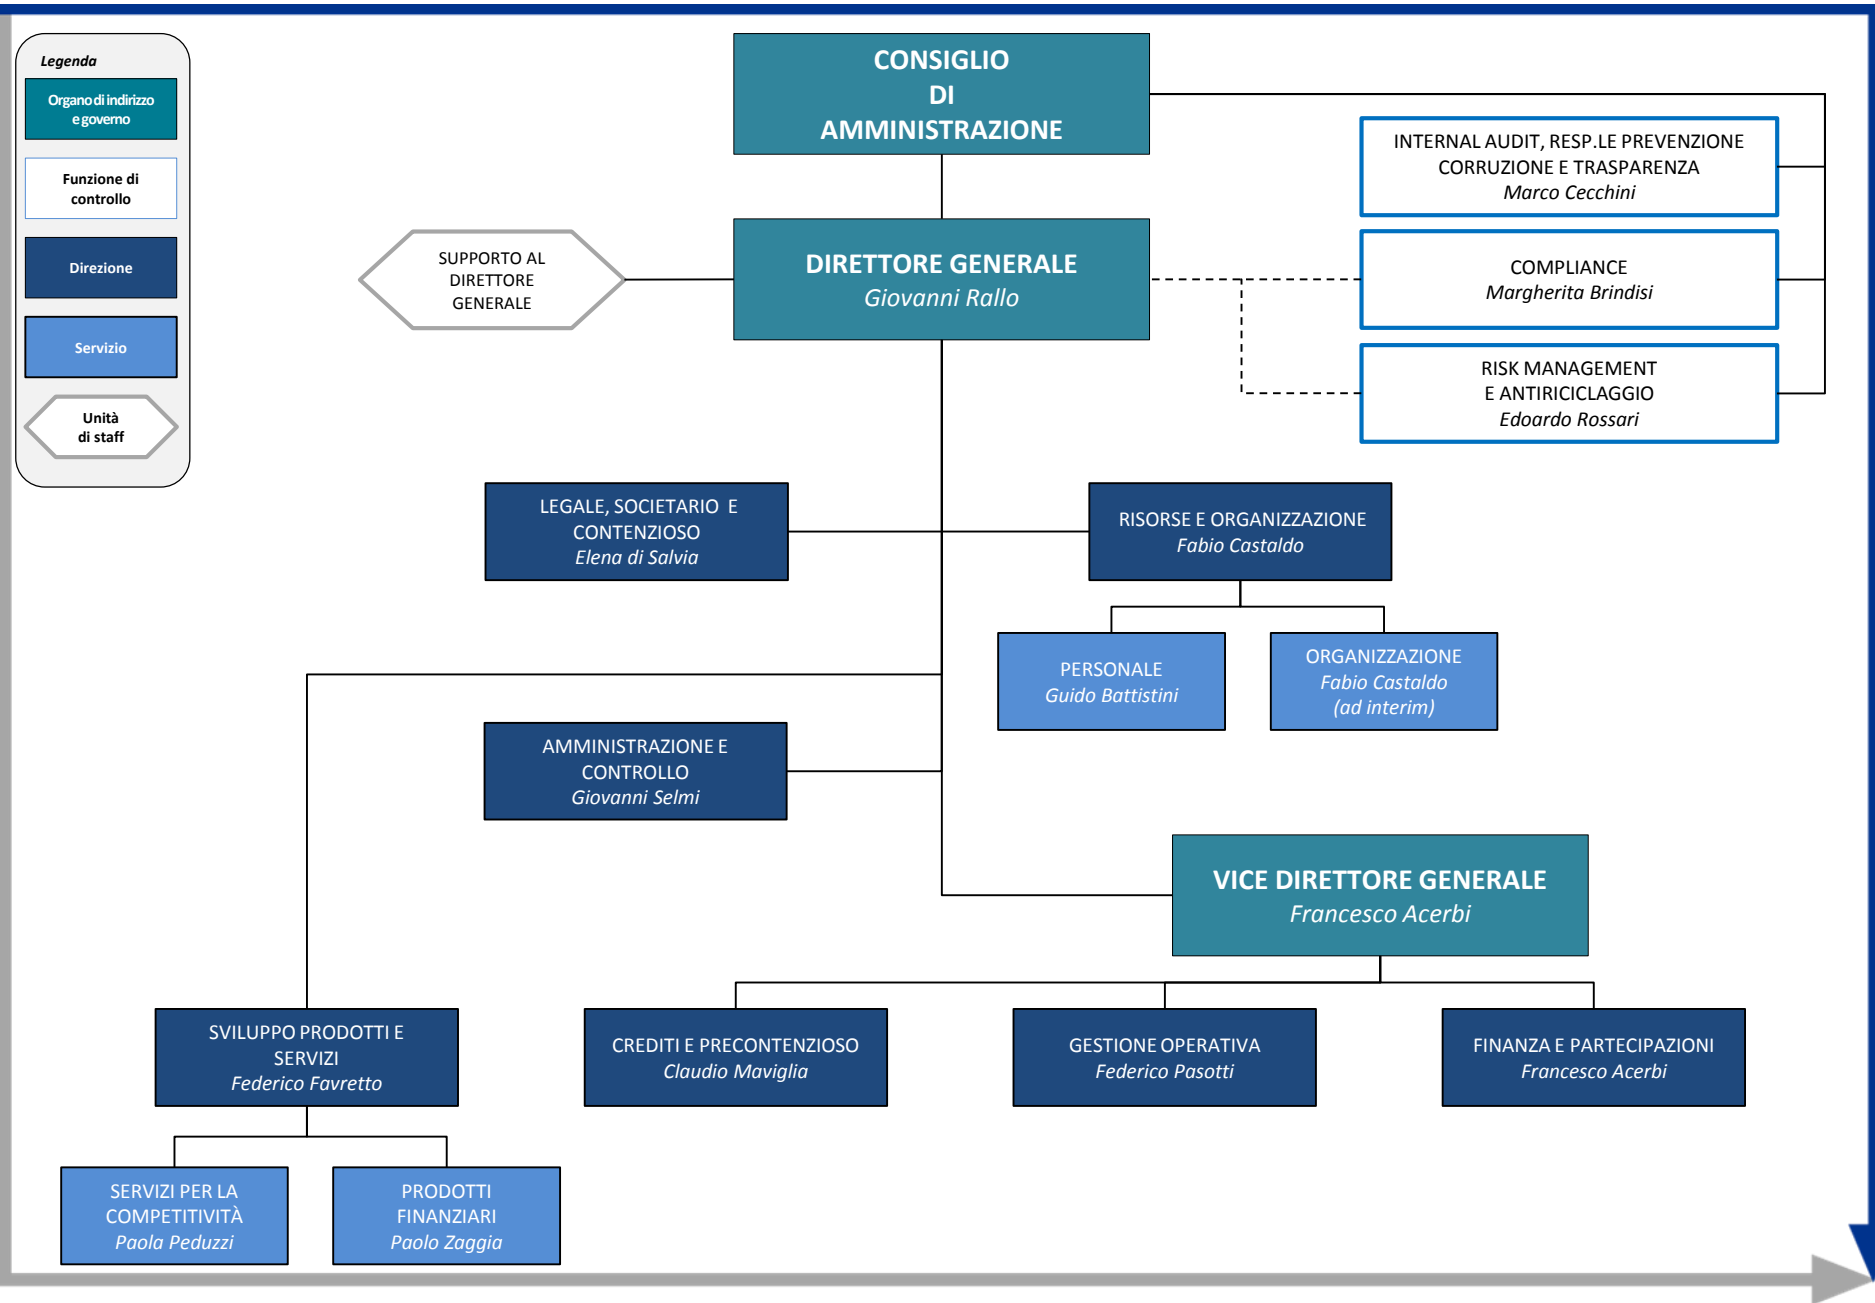 Legenda
Organo di indirizzo
e governo
Funzione di
controllo
Direzione
Servizio
Unità
di staff
CONSIGLIO
DI
AMMINISTRAZIONE
INTERNAL AUDIT, RESP.LE PREVENZIONE
CORRUZIONE E TRASPARENZA
Marco Cecchini
SUPPORTO AL
DIRETTORE
GENERALE
DIRETTORE GENERALE
Giovanni Rallo
COMPLIANCE
Margherita Brindisi
RISK MANAGEMENT
E ANTIRICICLAGGIO
Edoardo Rossari
LEGALE, SOCIETARIO E
CONTENZIOSO
Elena di Salvia
RISORSE E ORGANIZZAZIONE
Fabio Castaldo
PERSONALE
Guido Battistini
ORGANIZZAZIONE
Fabio Castaldo
(ad interim)
AMMINISTRAZIONE E
CONTROLLO
Giovanni Selmi
VICE DIRETTORE GENERALE
Francesco Acerbi
SVILUPPO PRODOTTI E
SERVIZI
Federico Favretto
CREDITI E PRECONTENZIOSO
Claudio Maviglia
GESTIONE OPERATIVA
Federico Pasotti
FINANZA E PARTECIPAZIONI
Francesco Acerbi
SERVIZI PER LA
COMPETITIVITÀ
Paola Peduzzi
PRODOTTI
FINANZIARI
Paolo Zaggia